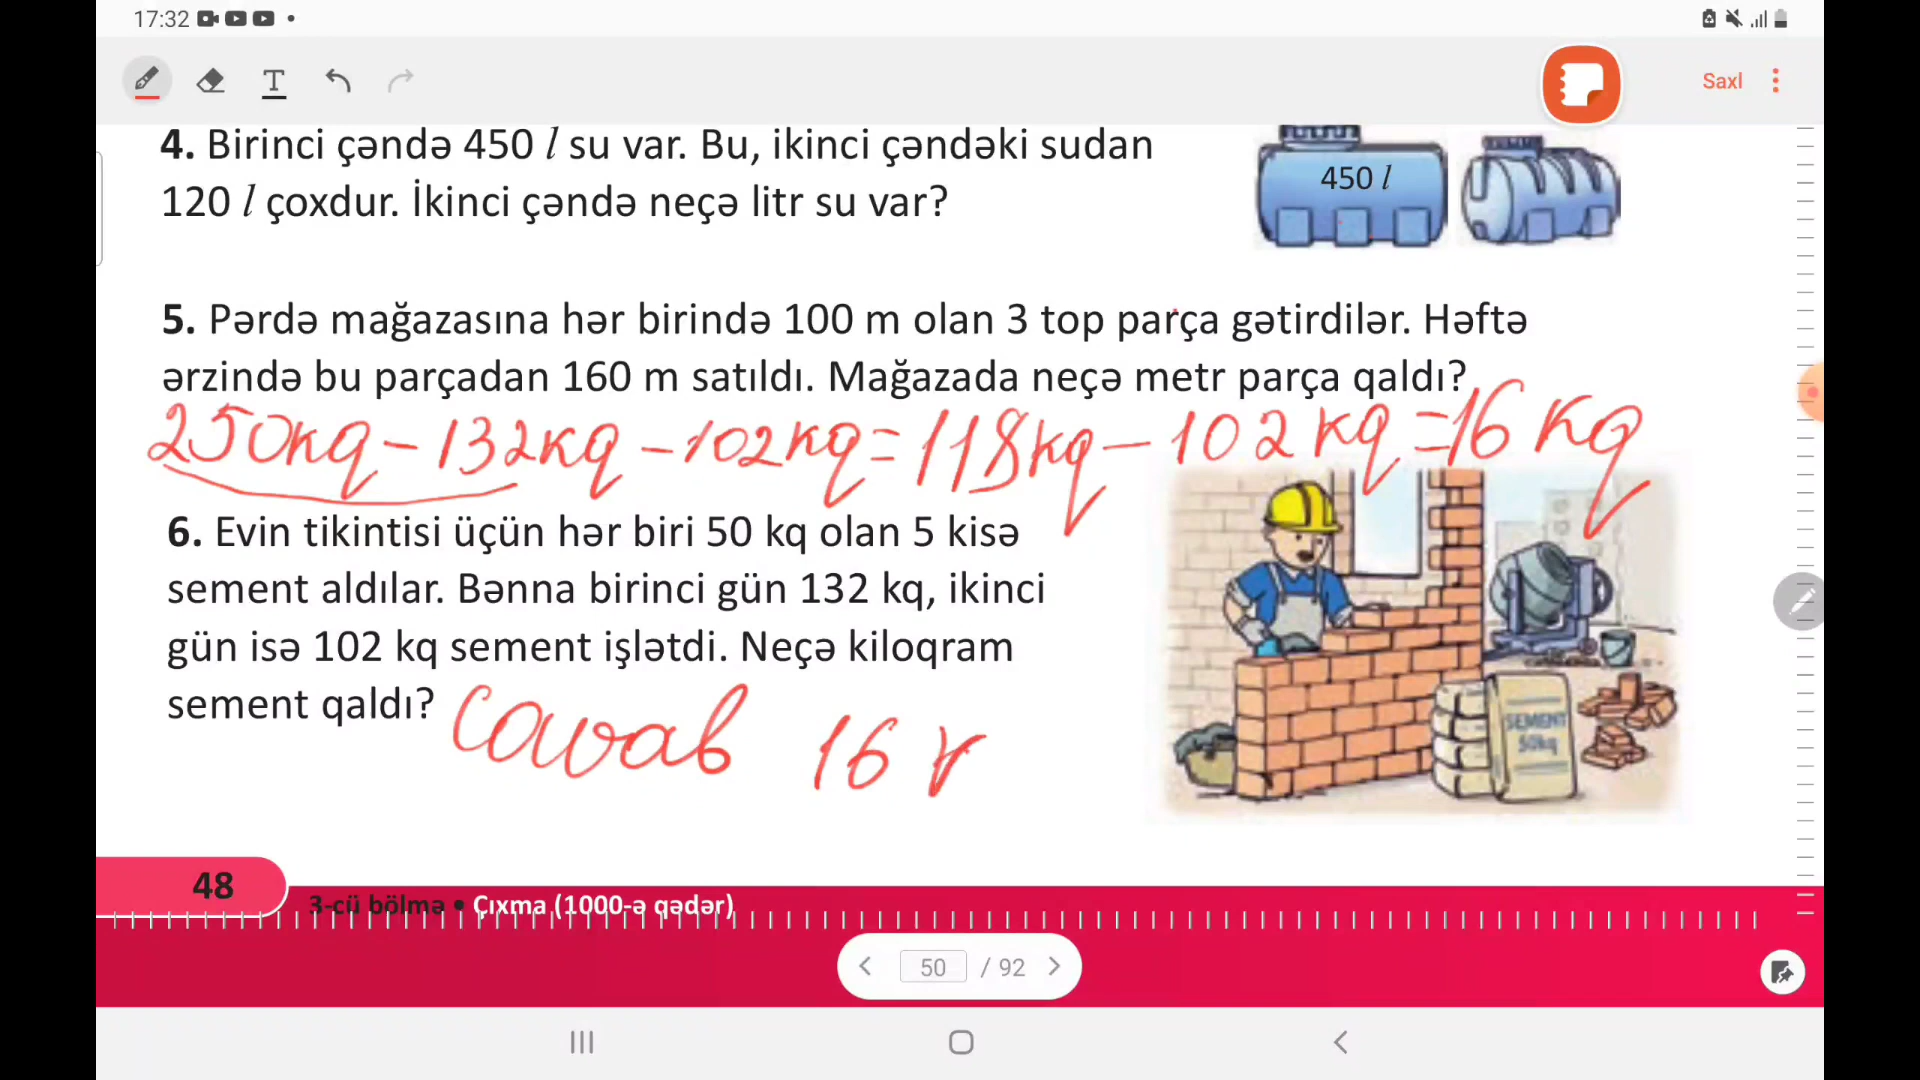 17:32
Saxl
4. Birinci çəndə 450 l su var. Bu, ikinci çəndəki sudan
120 l çoxdur. İkinci çəndə neçə litr su var?
450 l
5. Pərdə mağazasına hər birində 100 m olan 3 top parça gətirdilər. Həftə
ərzində bu parçadan 160 m satıldı. Mağazada neçə metr parça qaldı?
250kq - 132kq - 102kq = 118kq - 102kq = 16 kq
6. Evin tikintisi üçün hər biri 50 kq olan 5 kisə
sement aldılar. Bənna birinci gün 132 kq, ikinci
gün isə 102 kq sement işlətdi. Neçə kiloqram
sement qaldı?
Cavab 16
SEMENT
50kq
48
3-cü bölmə • Çıxma (1000-ə qədər)
50 / 92